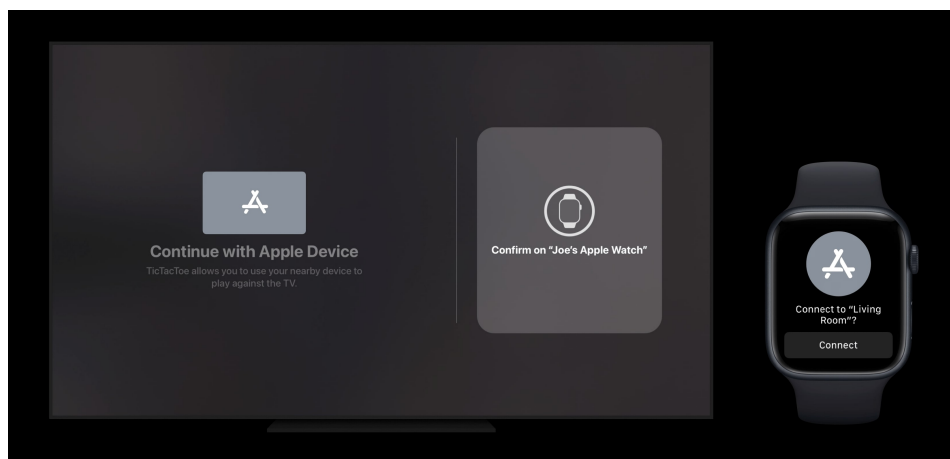 Continue with Apple Device
TicTacToe allows you to use your nearby device to
play against the TV.
Confirm on “Joe’s Apple Watch”
Connect to “Living
Room”?
Connect